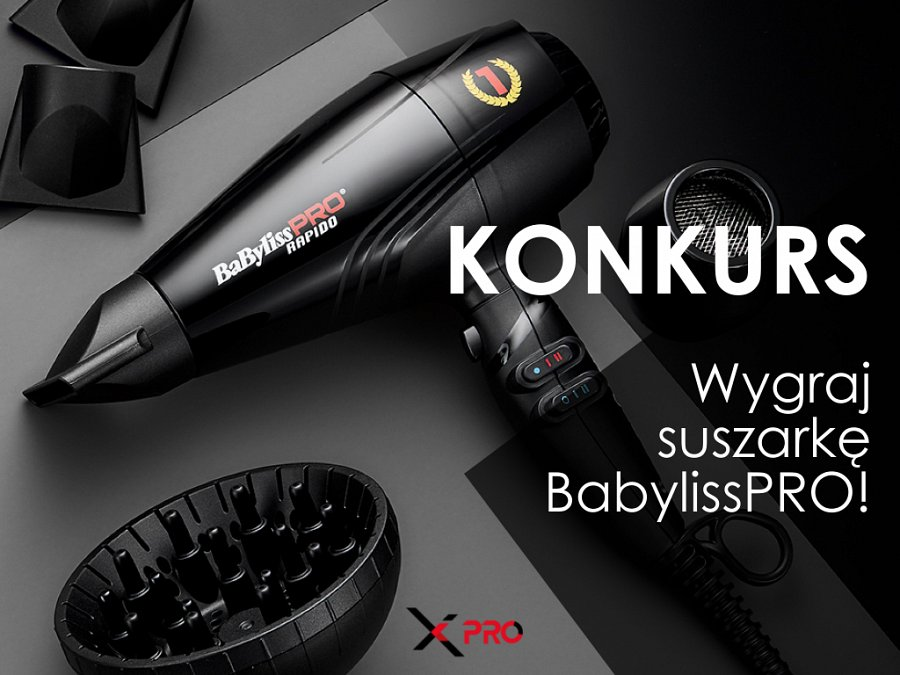 1
BaBylissPRO®
RAPIDO
KONKURS
Wygraj
suszarkę
BabylissPRO!
X PRO